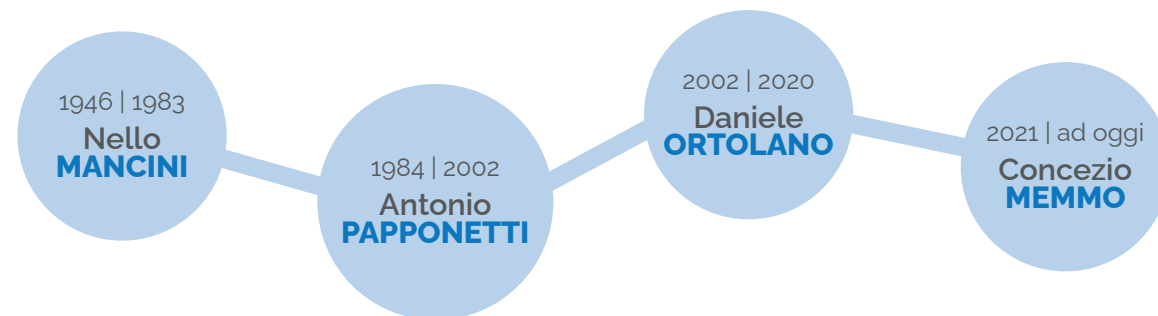 1946 | 1983
Nello
MANCINI
1984 | 2002
Antonio
PAPPONETTI
2002 | 2020
Daniele
ORTOLANO
2021 | ad oggi
Concezio
MEMMO